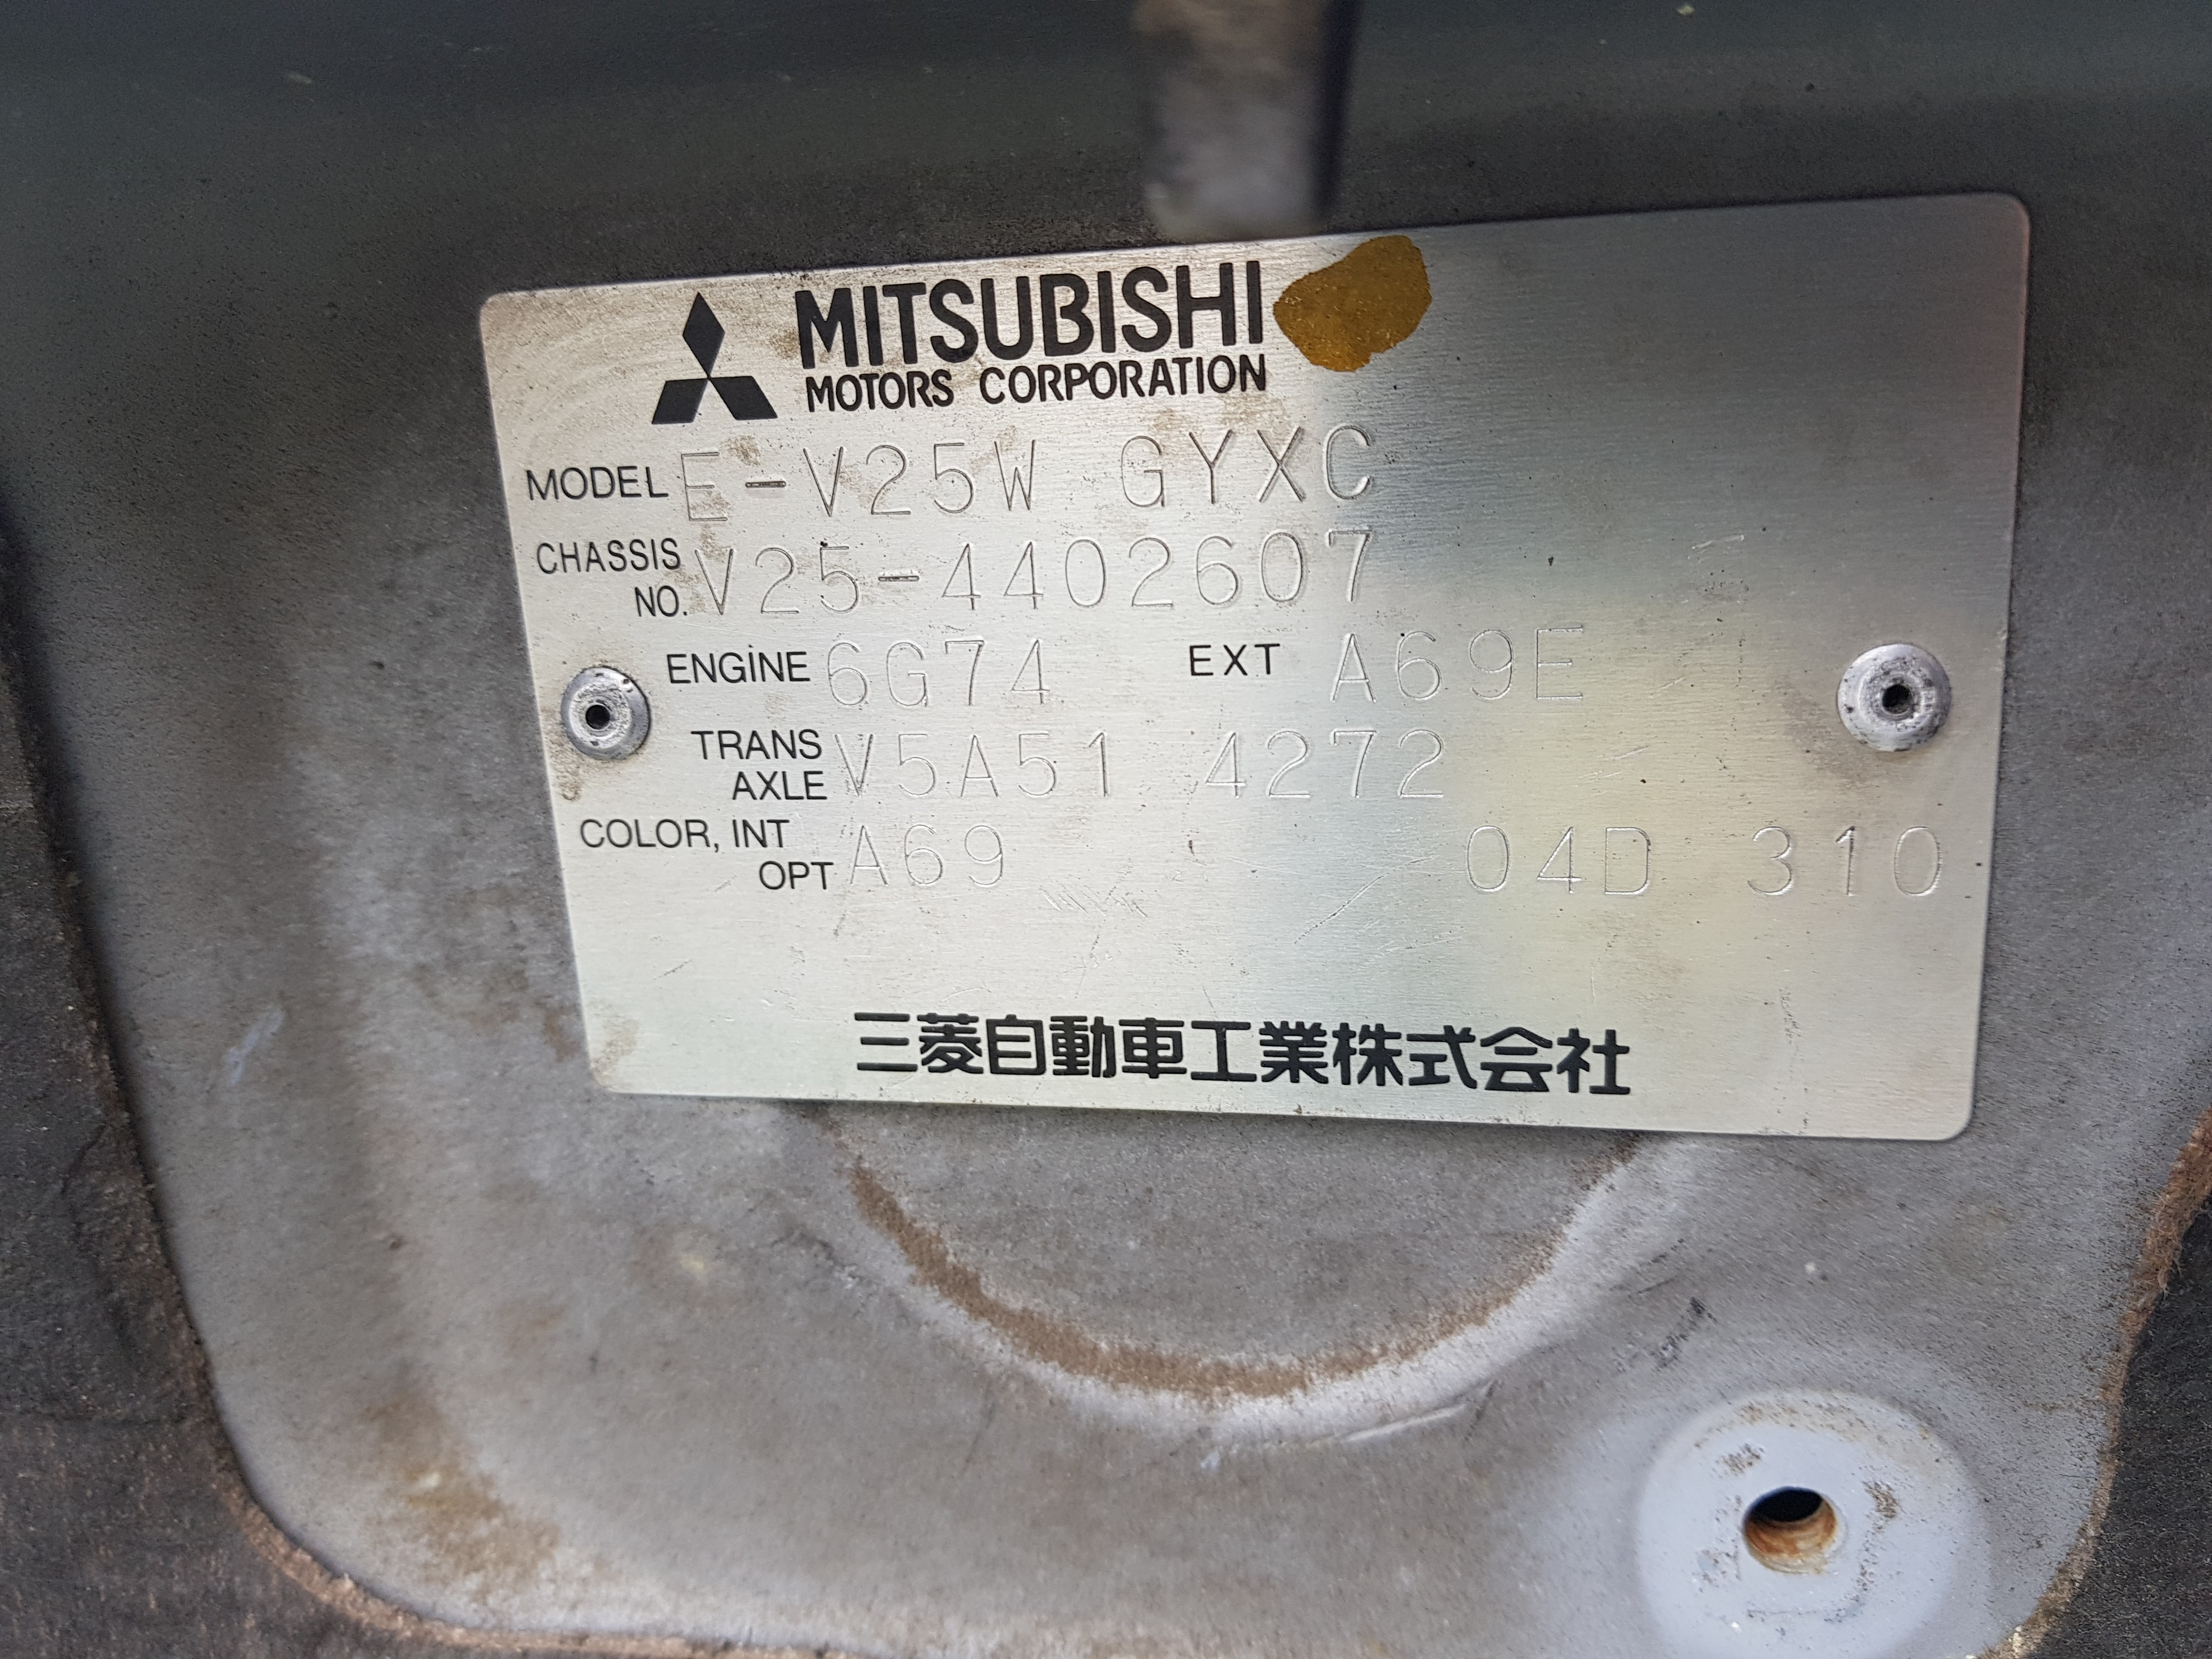 MITSUBISHI
MOTORS CORPORATION
MODEL E-V25W GYXC
CHASSIS NO. V25-4402607
ENGINE 6G74 EXT A69E
TRANS AXLE V5A51 4272
COLOR, INT OPT A69 04D 310
三菱自動車工業株式会社